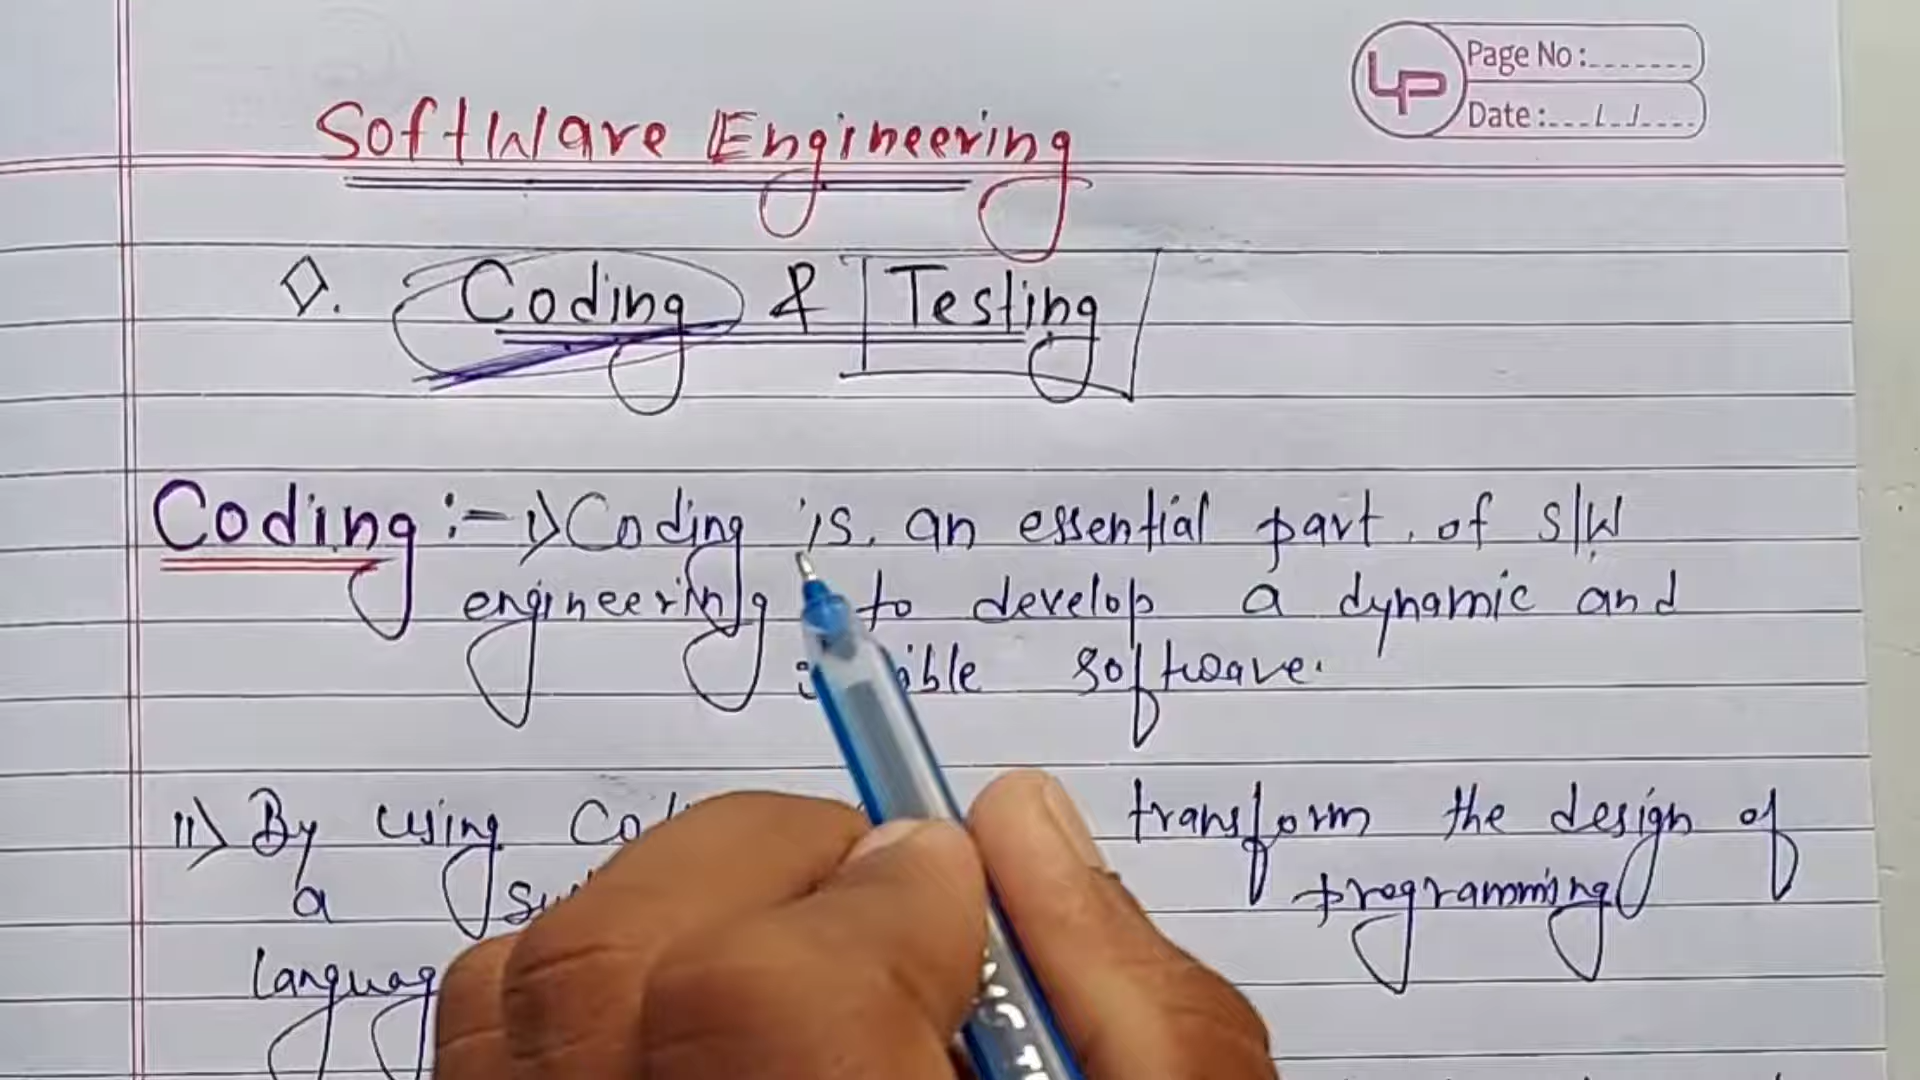 LP
Page No :
Date :
SoftWare Engineering
Coding & Testing
Coding :- i) Coding is an essential part of S/W
engineering to develop a dynamic and
software.
ii) By using transform the design of
a programming